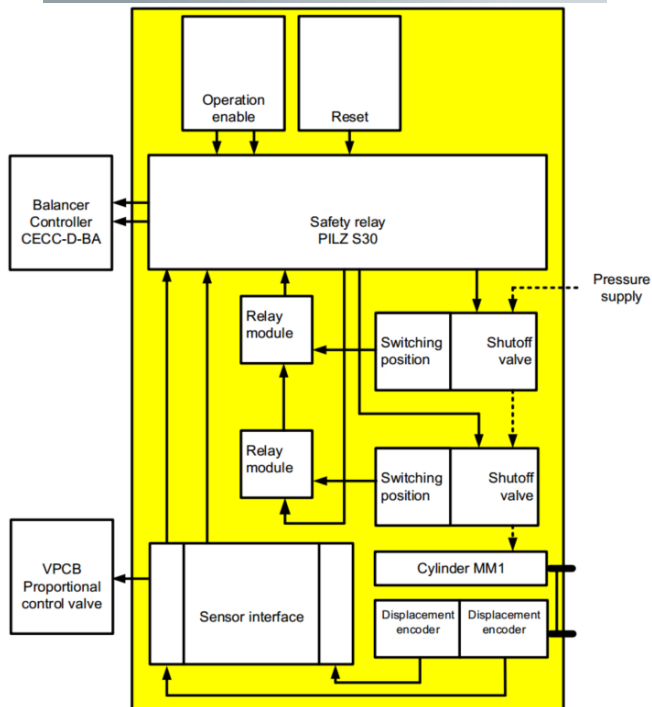 Operation
enable
Reset
Balancer
Controller
CECC-D-BA
Safety relay
PILZ S30
Pressure
supply
Relay
module
Switching
position
Shutoff
valve
Relay
module
Switching
position
Shutoff
valve
VPCB
Proportional
control valve
Sensor interface
Cylinder MM1
Displacement
encoder
Displacement
encoder